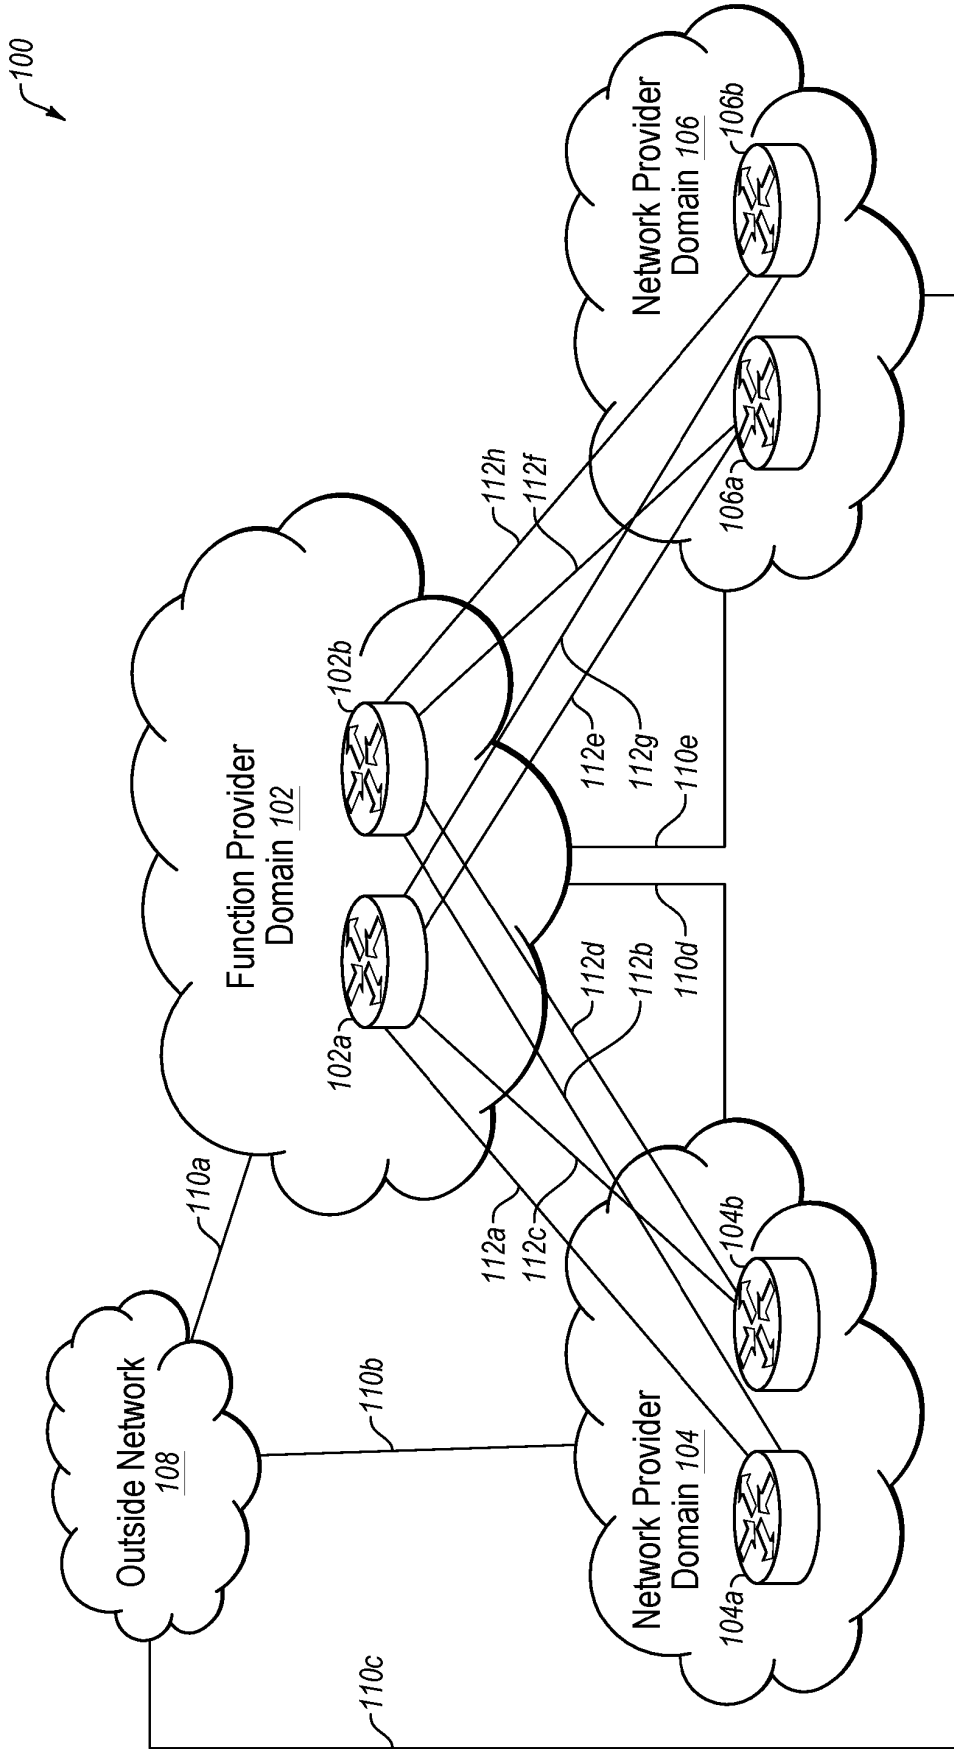 100
Outside Network
108
110a
110b
110c
Function Provider
Domain 102
102a
102b
112a
112c
112h
112f
112d
112b
110d
112e
112g
110e
Network Provider
Domain 104
104a
104b
Network Provider
Domain 106
106a
106b